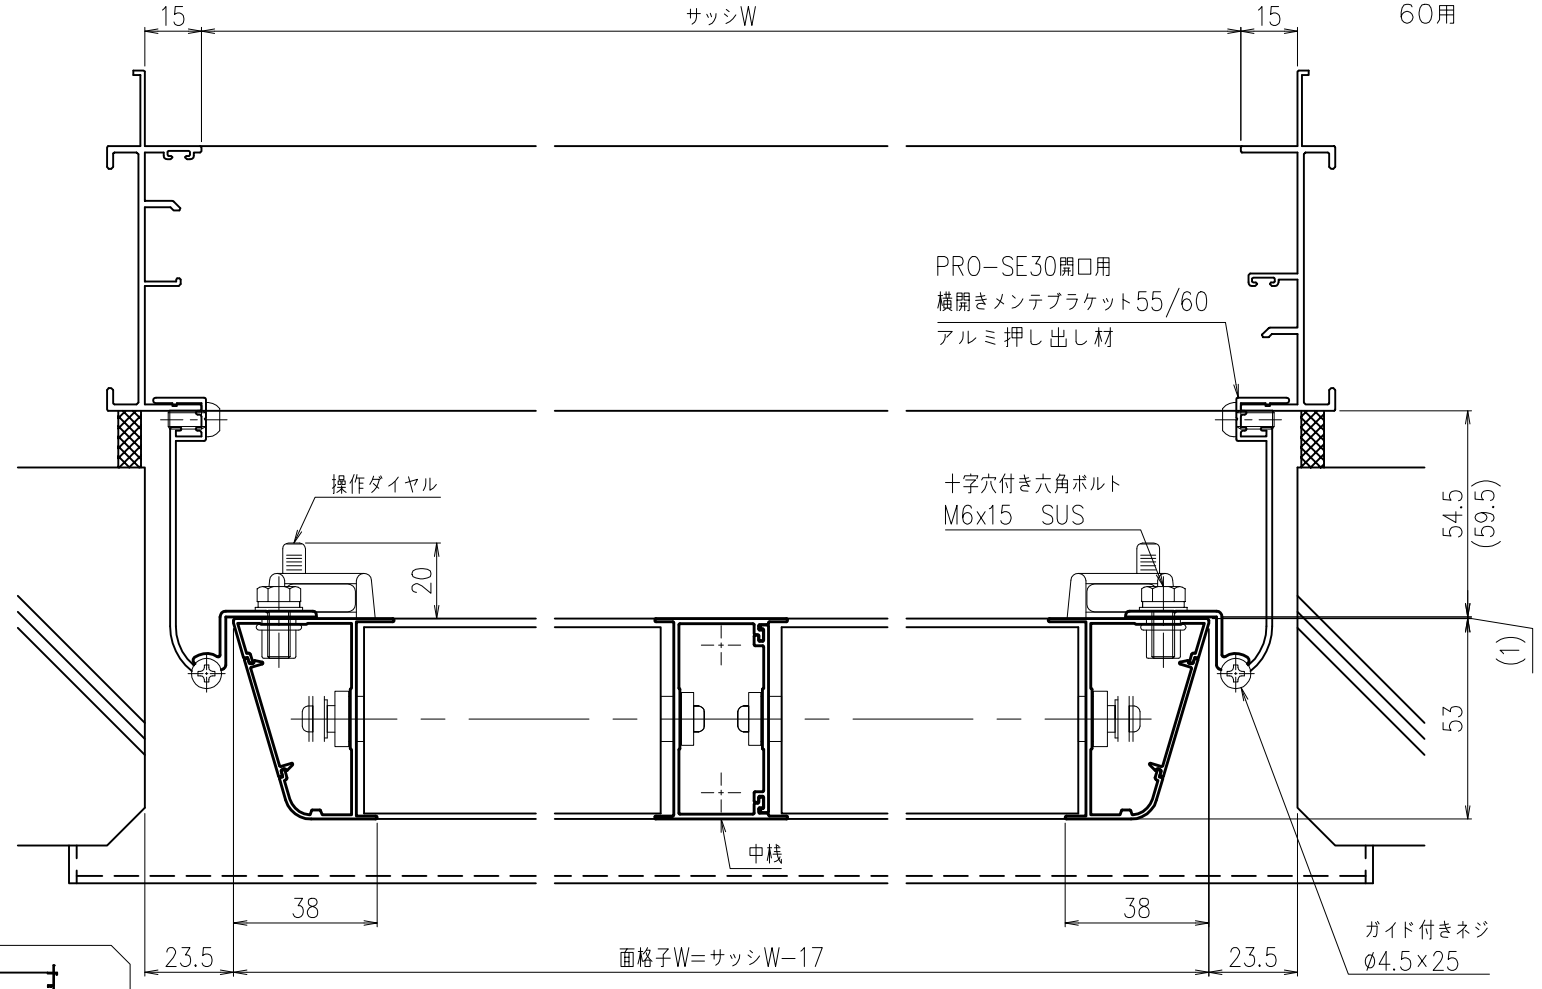 15
サッシW
15
60用
PRO-SE30開口用
横開きメンテブラケット55/60
アルミ押し出し材
操作ダイヤル
十字穴付き六角ボルト
M6x15 SUS
20
54.5
(59.5)
(1)
53
中桟
38
38
23.5
面格子W=サッシW-17
23.5
ガイド付きネジ
φ4.5×25